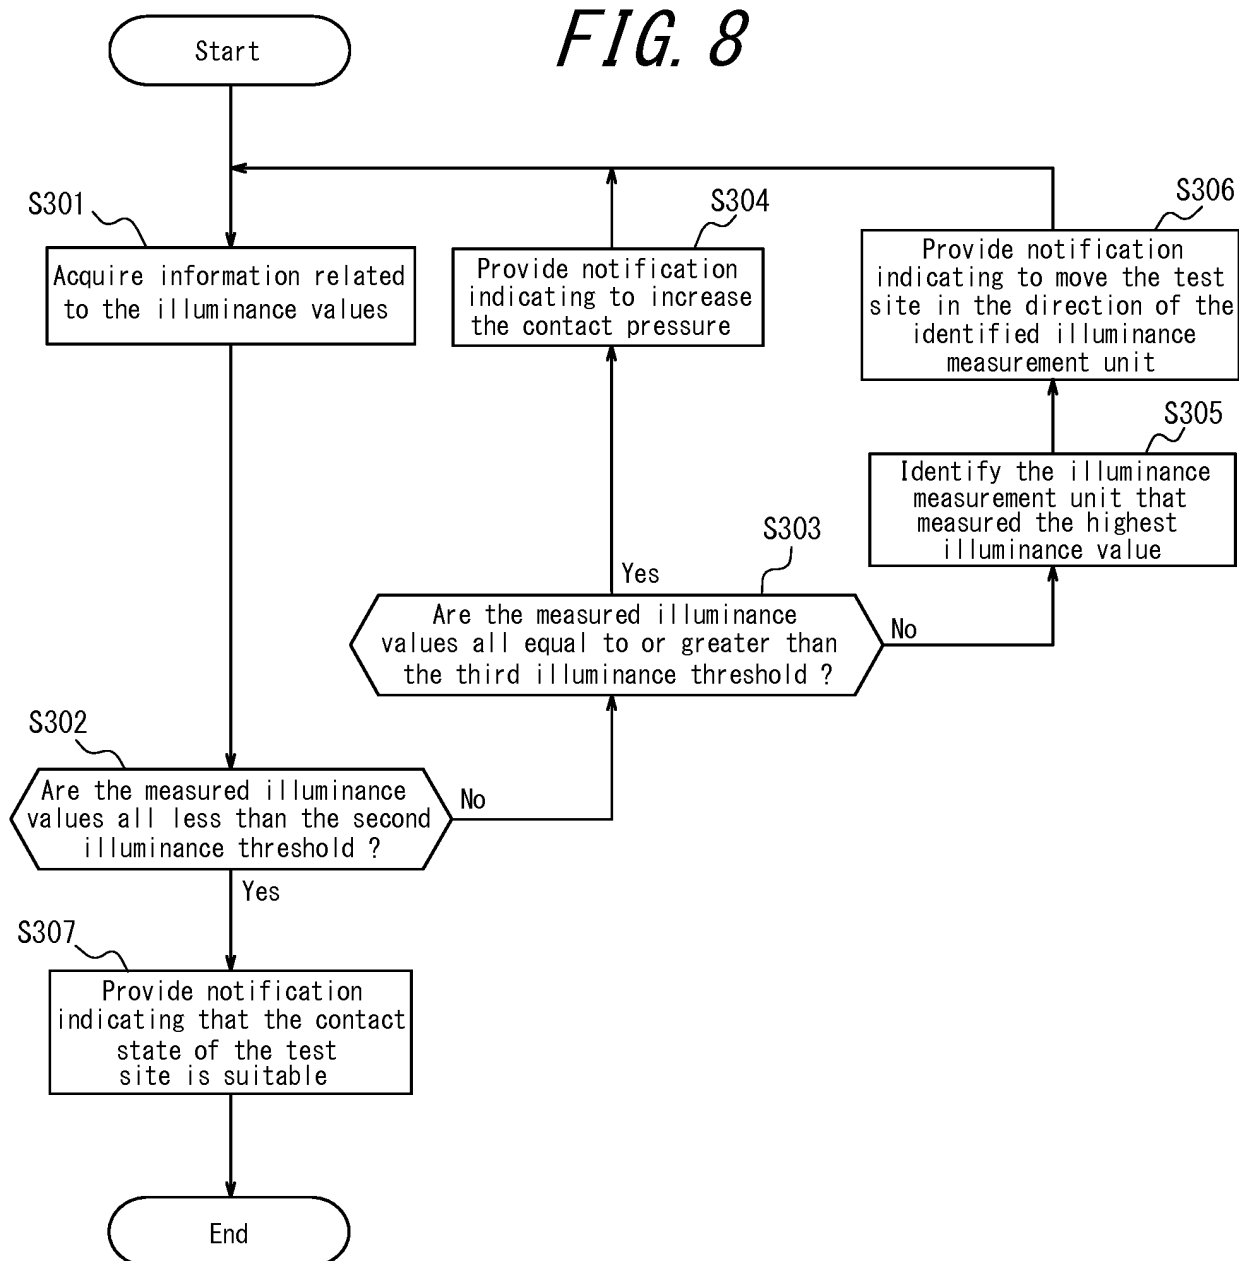 FIG. 8
Start
S301
Acquire information related
to the illuminance values
S304
Provide notification
indicating to increase
the contact pressure
S306
Provide notification
indicating to move the test
site in the direction of the
identified illuminance
measurement unit
S305
Identify the illuminance
measurement unit that
measured the highest
illuminance value
S303
Yes
Are the measured illuminance
values all equal to or greater than
the third illuminance threshold ?
No
S302
Are the measured illuminance
values all less than the second
illuminance threshold ?
No
Yes
S307
Provide notification
indicating that the contact
state of the test
site is suitable
End